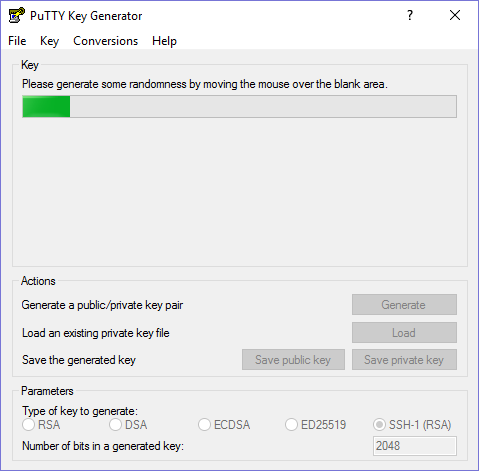 PuTTY Key Generator
File Key Conversions Help
Key
Please generate some randomness by moving the mouse over the blank area.
Actions
Generate a public/private key pair
Generate
Load an existing private key file
Load
Save the generated key
Save public key
Save private key
Parameters
Type of key to generate:
RSA DSA ECDSA ED25519 SSH-1 (RSA)
Number of bits in a generated key:
2048